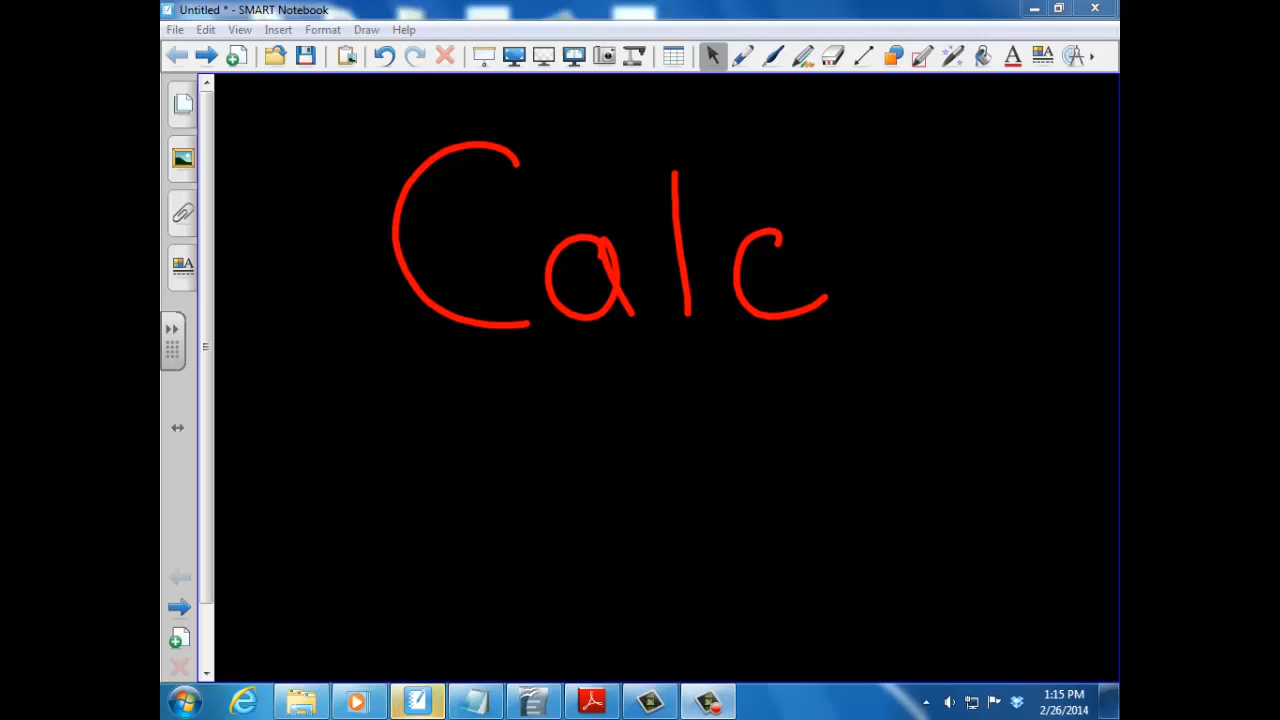 Untitled * - SMART Notebook
File Edit View Insert Format Draw Help
Calc
1:15 PM
2/26/2014